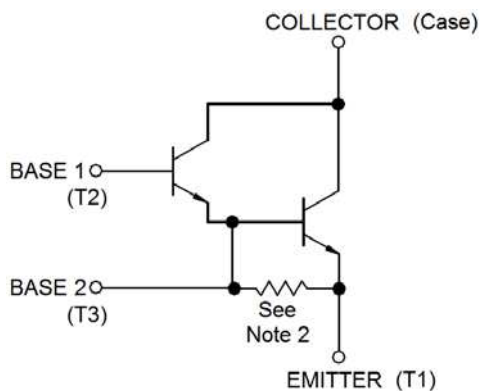 COLLECTOR (Case)
BASE 1
(T2)
BASE 2
(T3)
See
Note 2
EMITTER (T1)